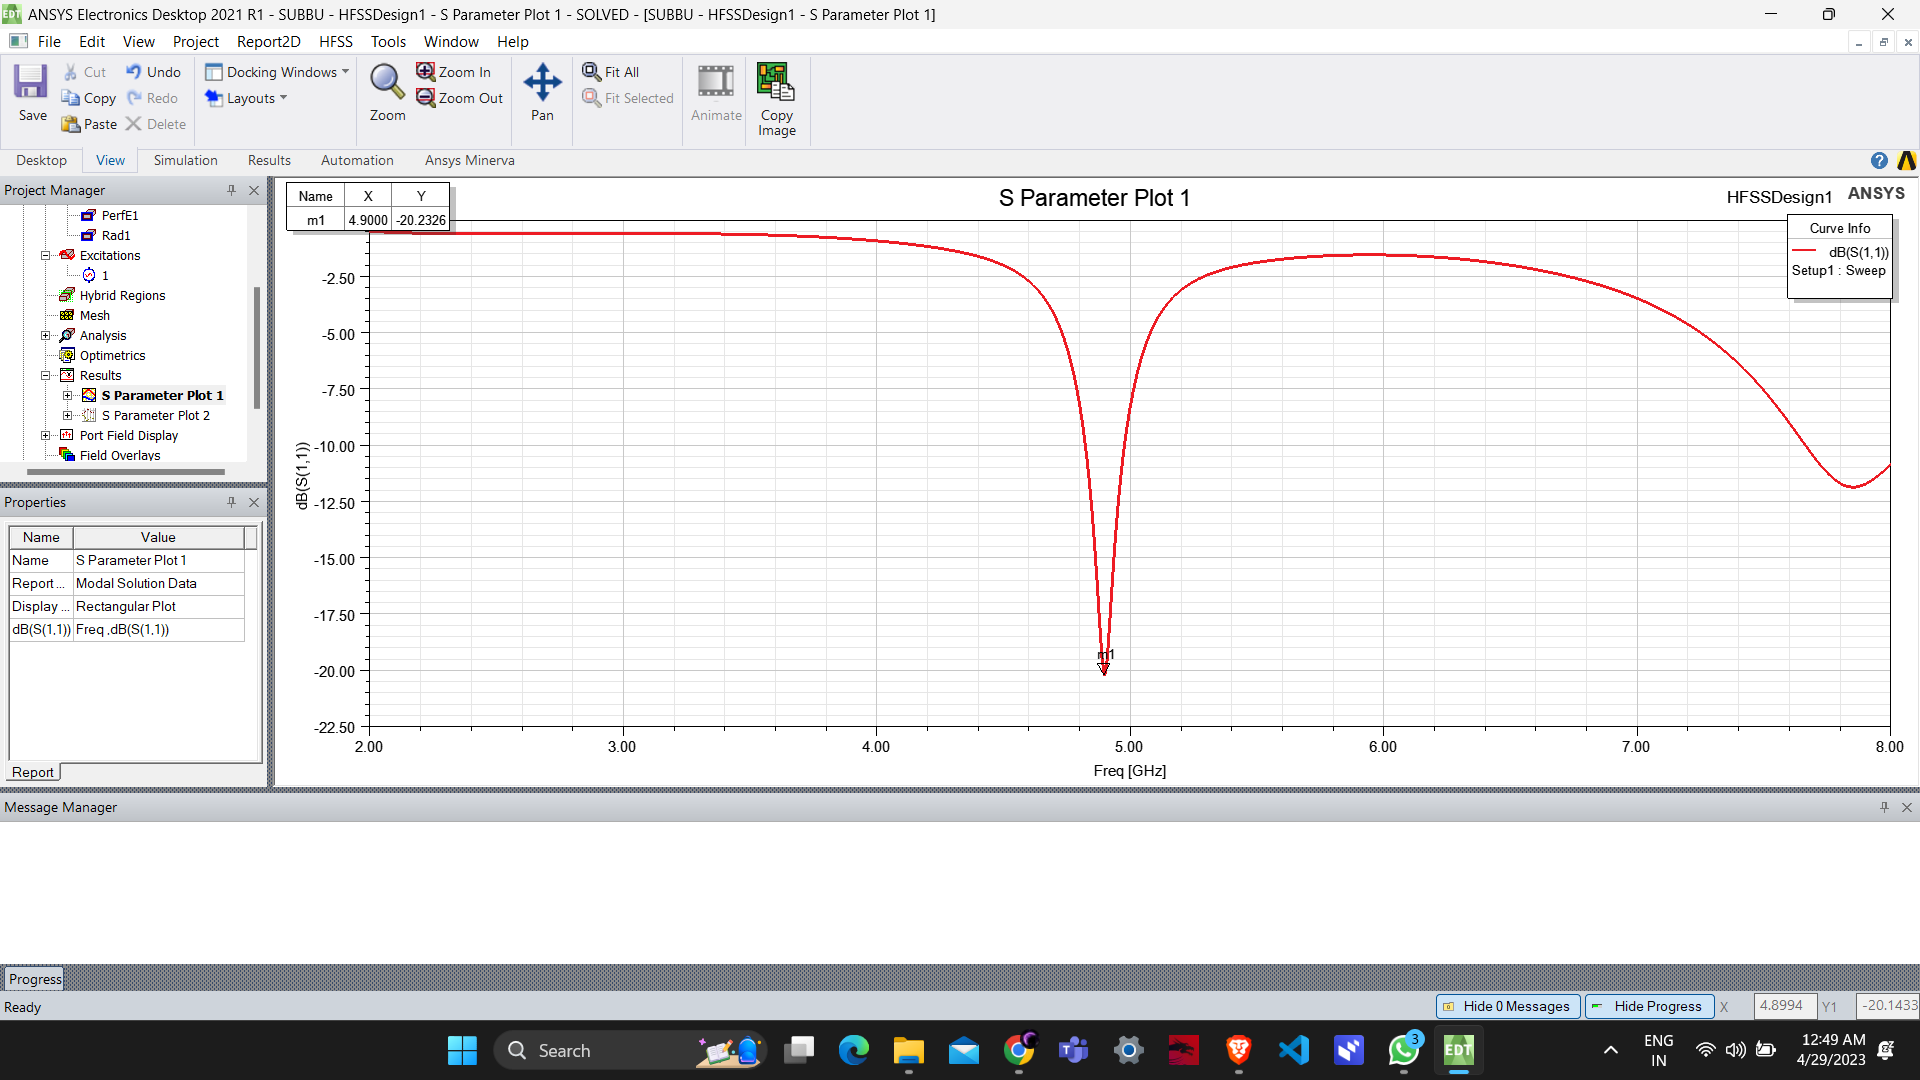 ANSYS Electronics Desktop 2021 R1 - SUBBU - HFSSDesign1 - S Parameter Plot 1 - SOLVED - [SUBBU - HFSSDesign1 - S Parameter Plot 1]
File Edit View Project Report2D HFSS Tools Window Help
Save
Cut
Copy
Paste
Undo
Redo
Delete
Docking Windows
Layouts
Zoom
Zoom In
Zoom Out
Pan
Fit All
Fit Selected
Animate
Copy
Image
Desktop View Simulation Results Automation Ansys Minerva
Project Manager
PerfE1
Rad1
Excitations
1
Hybrid Regions
Mesh
Analysis
Optimetrics
Results
S Parameter Plot 1
S Parameter Plot 2
Port Field Display
Field Overlays
Properties
Name Value
Name S Parameter Plot 1
Report ... Modal Solution Data
Display ... Rectangular Plot
dB(S(1,1)) Freq ,dB(S(1,1))
Report
Name X Y
m1 4.9000 -20.2326
S Parameter Plot 1
HFSSDesign1 ANSYS
Curve Info
dB(S(1,1))
Setup1 : Sweep
dB(S(1,1))
-2.50
-5.00
-7.50
-10.00
-12.50
-15.00
-17.50
-20.00
-22.50
m1
2.00 3.00 4.00 5.00 6.00 7.00 8.00
Freq [GHz]
Message Manager
Progress
Ready
Hide 0 Messages Hide Progress X 4.8994 Y1 -20.1433
Search
3
EDT
ENG
IN
12:49 AM
4/29/2023